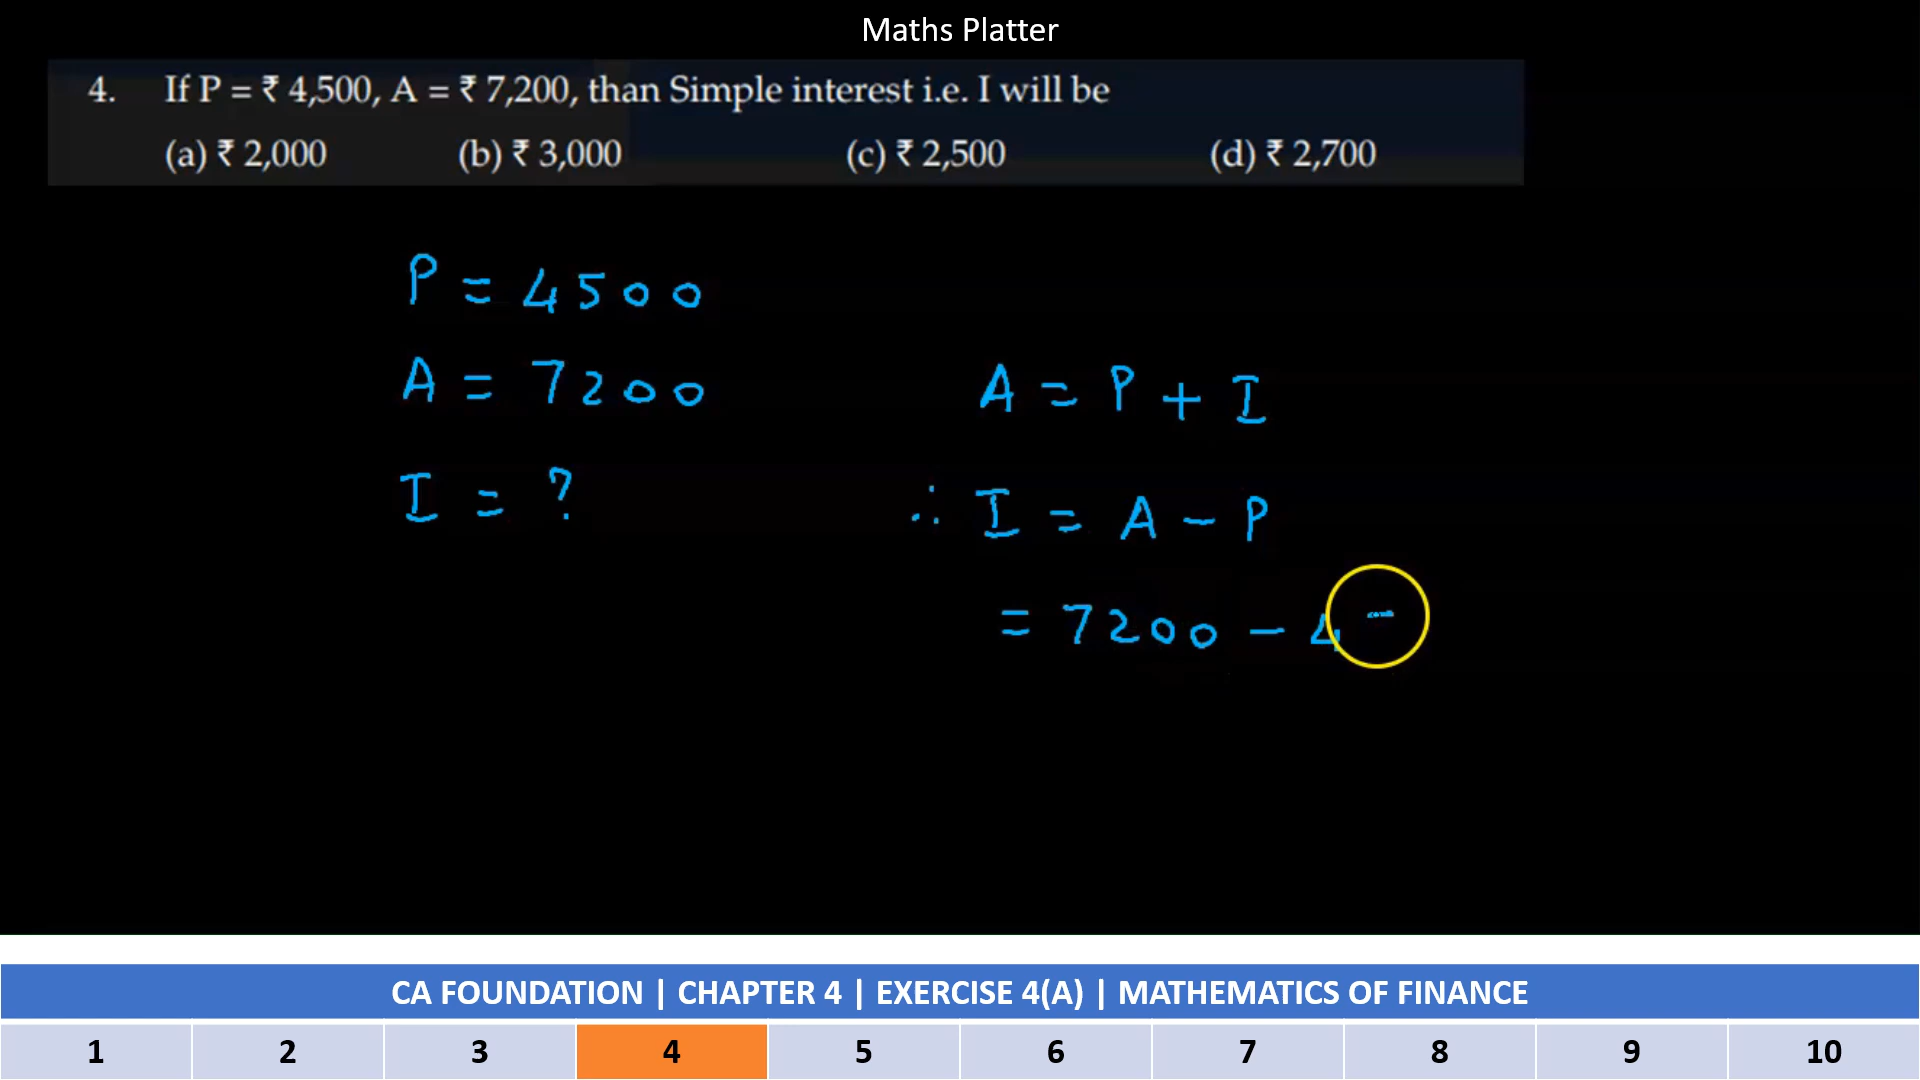 Maths Platter
4. If P = ₹ 4,500, A = ₹ 7,200, than Simple interest i.e. I will be
(a) ₹ 2,000 (b) ₹ 3,000 (c) ₹ 2,500 (d) ₹ 2,700
P = 4500
A = 7200
I = ?
A = P + I
∴ I = A - P
= 7200 - 4
CA FOUNDATION | CHAPTER 4 | EXERCISE 4(A) | MATHEMATICS OF FINANCE
1 2 3 4 5 6 7 8 9 10